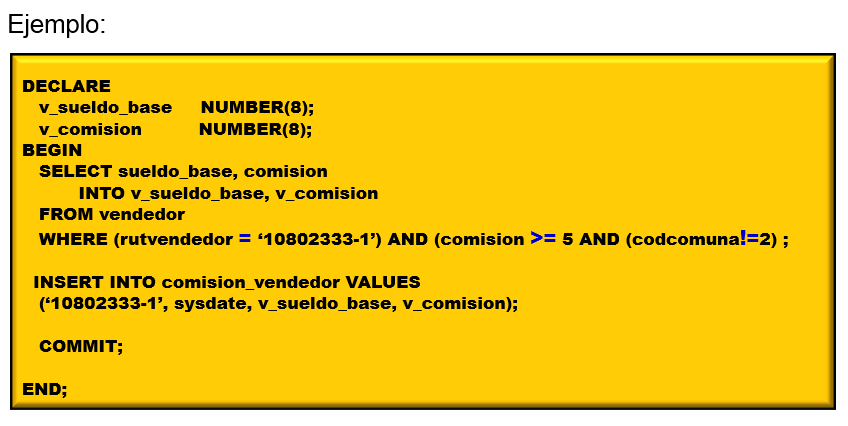 Ejemplo:
DECLARE
v_sueldo_base NUMBER(8);
v_comision NUMBER(8);
BEGIN
SELECT sueldo_base, comision
INTO v_sueldo_base, v_comision
FROM vendedor
WHERE (rutvendedor = ‘10802333-1’) AND (comision >= 5 AND (codcomuna!=2) ;
INSERT INTO comision_vendedor VALUES
(‘10802333-1’, sysdate, v_sueldo_base, v_comision);
COMMIT;
END;